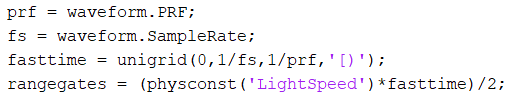 prf = waveform.PRF;
fs = waveform.SampleRate;
fasttime = unigrid(0,1/fs,1/prf,'[)');
rangegates = (physconst('LightSpeed')*fasttime)/2;